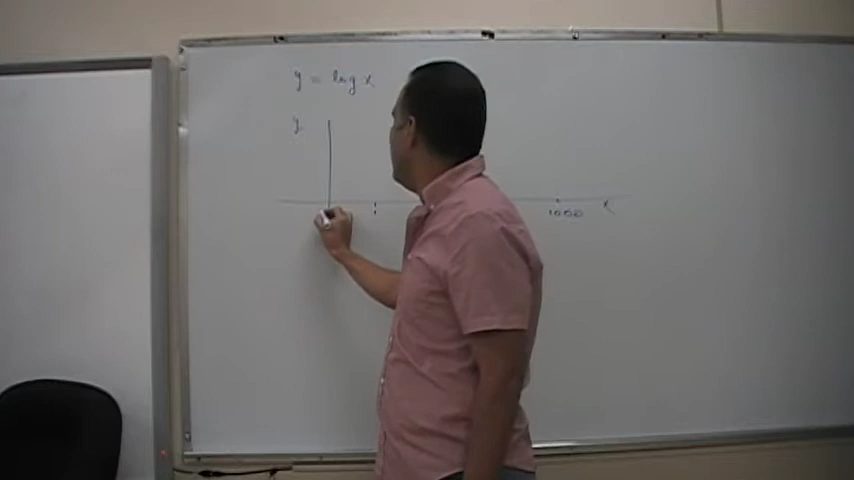 y = log x
y
1 1000 x